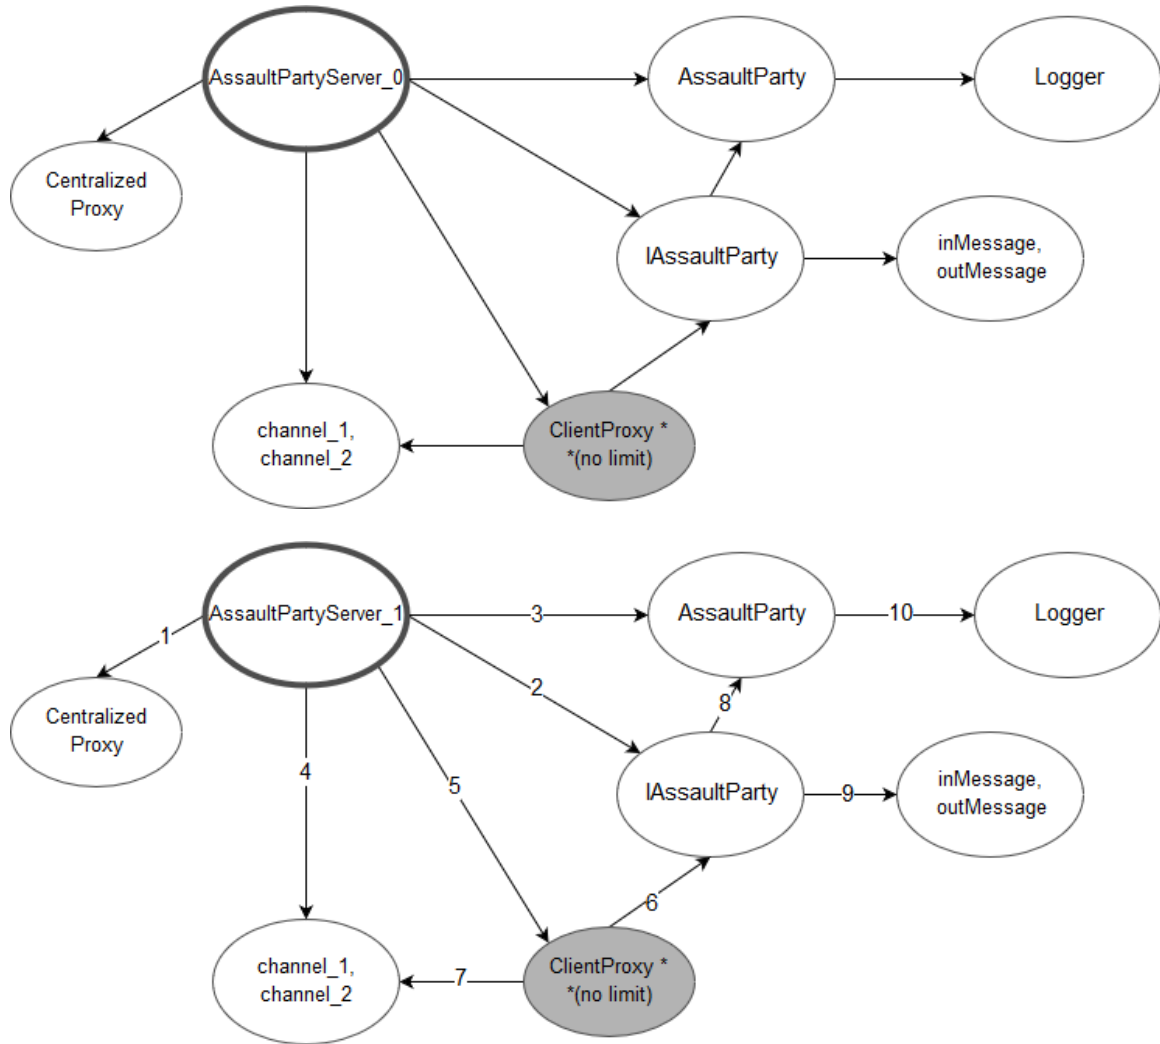 AssaultPartyServer_0
AssaultParty
Logger
Centralized
Proxy
IAssaultParty
inMessage,
outMessage
channel_1,
channel_2
ClientProxy *
*(no limit)
AssaultPartyServer_1
3
AssaultParty
10
Logger
1
2
8
Centralized
Proxy
4
5
IAssaultParty
9
inMessage,
outMessage
6
channel_1,
channel_2
7
ClientProxy *
*(no limit)